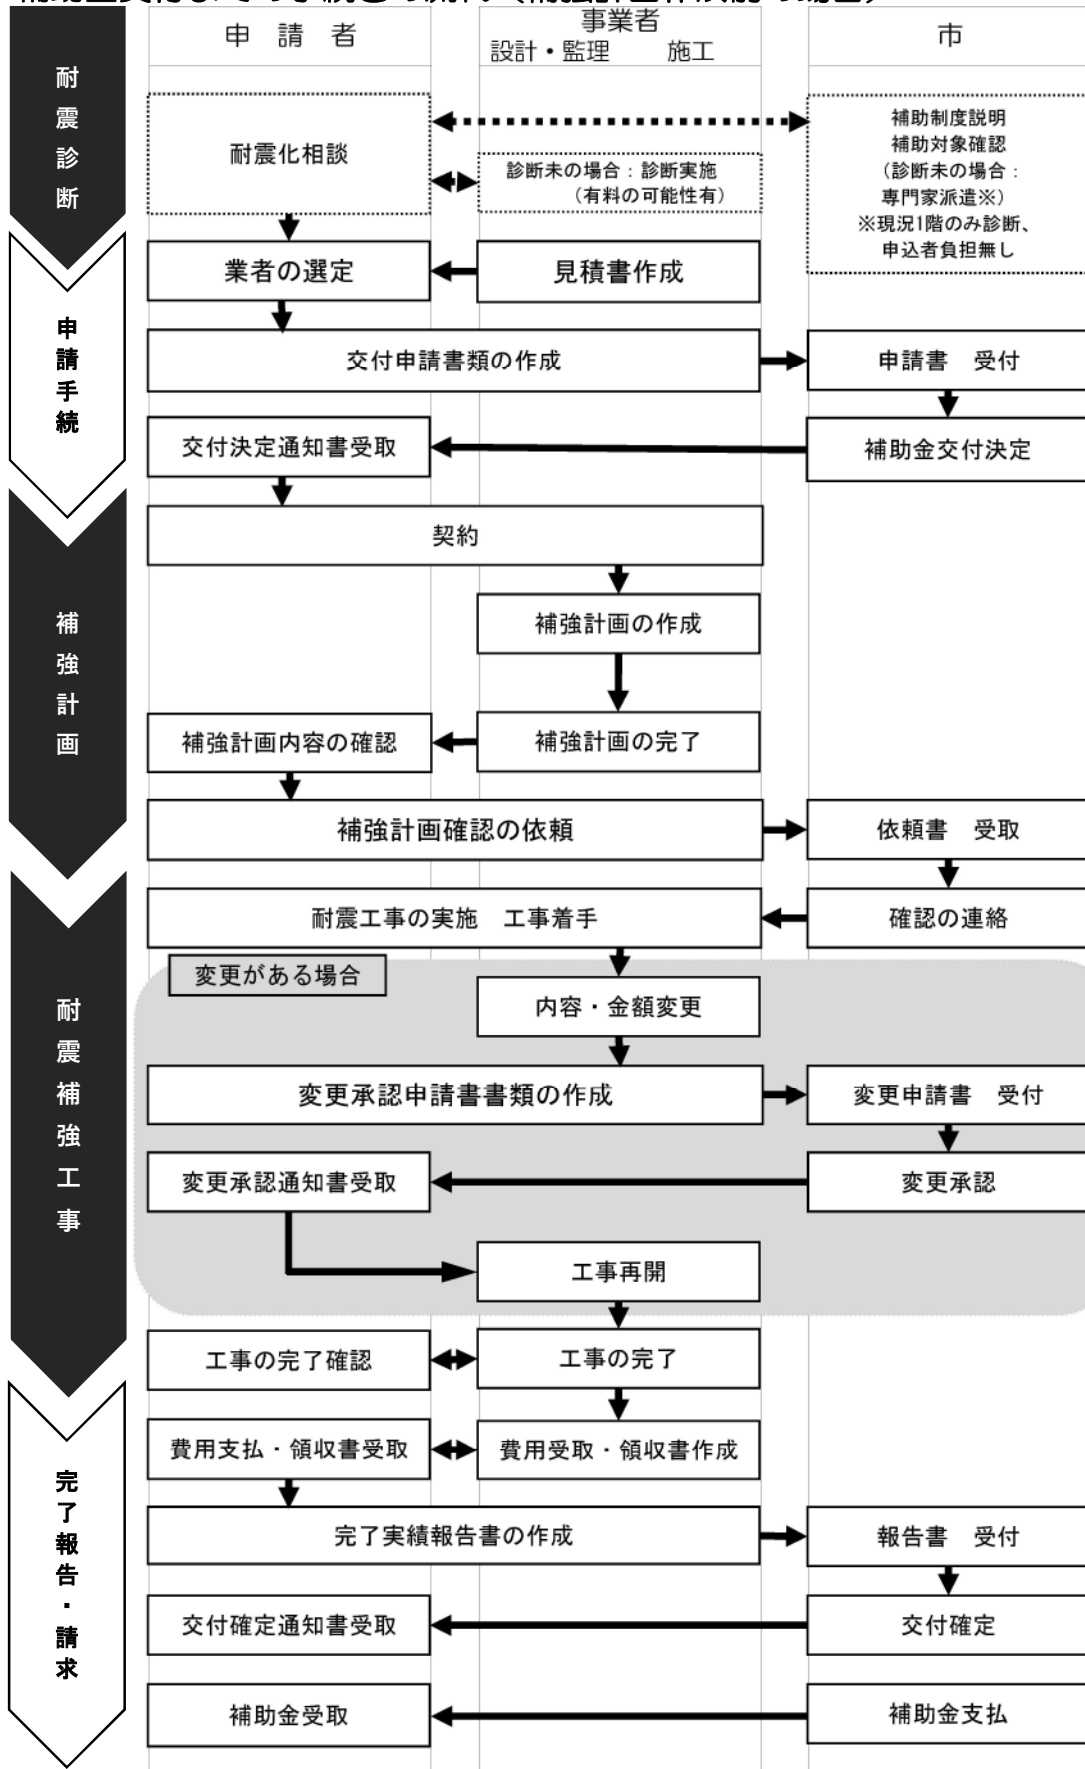 申請者
事業者
設計・監理 施工
市
耐震診断
耐震化相談
診断未の場合：診断実施
（有料の可能性有）
補助制度説明
補助対象確認
（診断未の場合：
専門家派遣※）
※現況1階のみ診断、
申込者負担無し
業者の選定
見積書作成
申請手続
交付申請書類の作成
申請書 受付
交付決定通知書受取
補助金交付決定
契約
補強計画
補強計画の作成
補強計画内容の確認
補強計画の完了
補強計画確認の依頼
依頼書 受取
耐震工事の実施 工事着手
確認の連絡
耐震補強工事
変更がある場合
内容・金額変更
変更承認申請書書類の作成
変更申請書 受付
変更承認通知書受取
変更承認
工事再開
工事の完了確認
工事の完了
完了報告・請求
費用支払・領収書受取
費用受取・領収書作成
完了実績報告書の作成
報告書 受付
交付確定通知書受取
交付確定
補助金受取
補助金支払